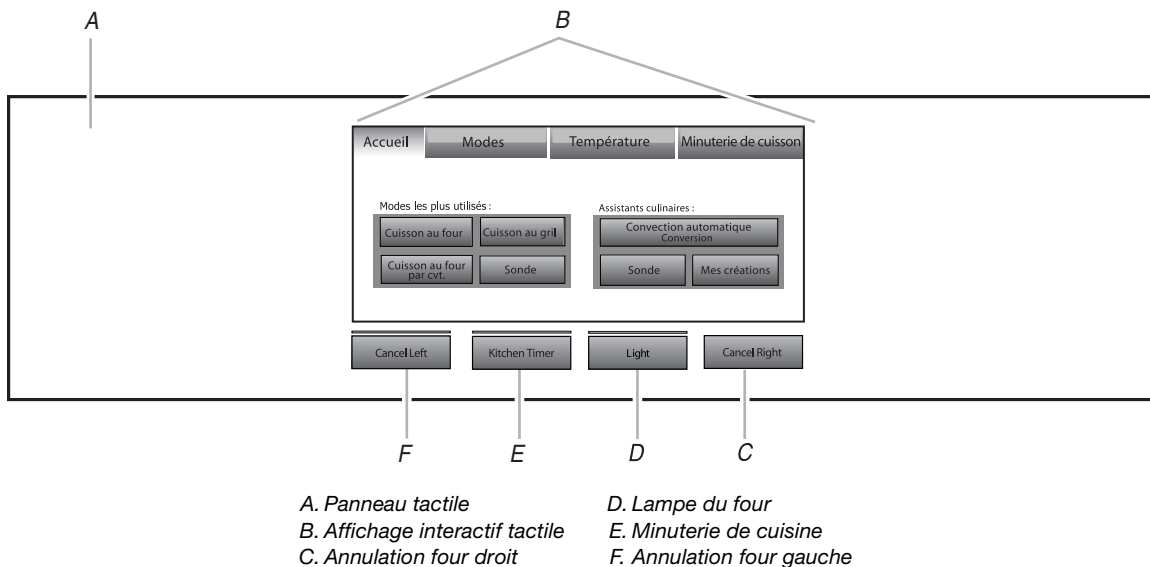 A
B
Accueil
Modes
Température
Minuterie de cuisson
Modes les plus utilisés :
Assistants culinaires :
Cuisson au four
Cuisson au gril
Convection automatique
Conversion
Cuisson au four
par cvt.
Sonde
Sonde
Mes créations
Cancel Left
Kitchen Timer
Light
Cancel Right
F
E
D
C
A. Panneau tactile
B. Affichage interactif tactile
C. Annulation four droit
D. Lampe du four
E. Minuterie de cuisine
F. Annulation four gauche